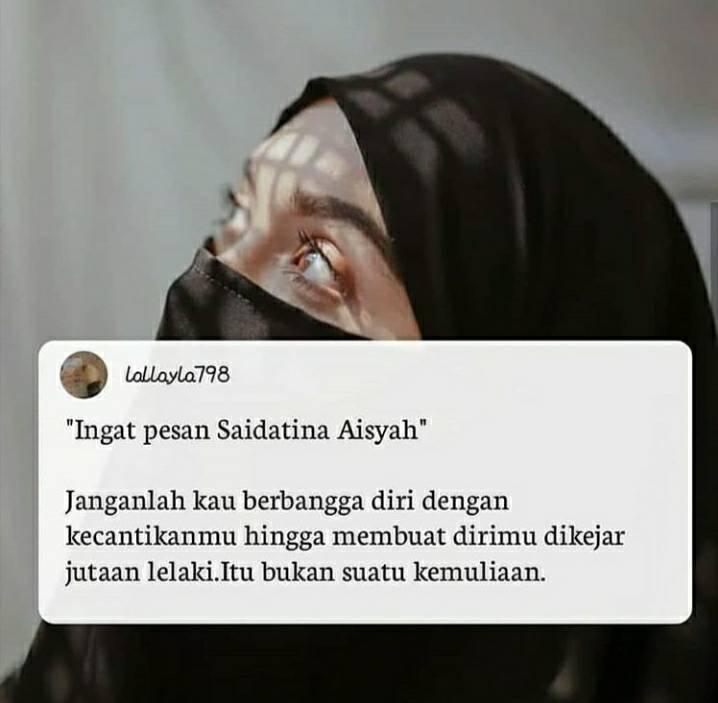 lallayla798
"Ingat pesan Saidatina Aisyah"
Janganlah kau berbangga diri dengan
kecantikanmu hingga membuat dirimu dikejar
jutaan lelaki.Itu bukan suatu kemuliaan.